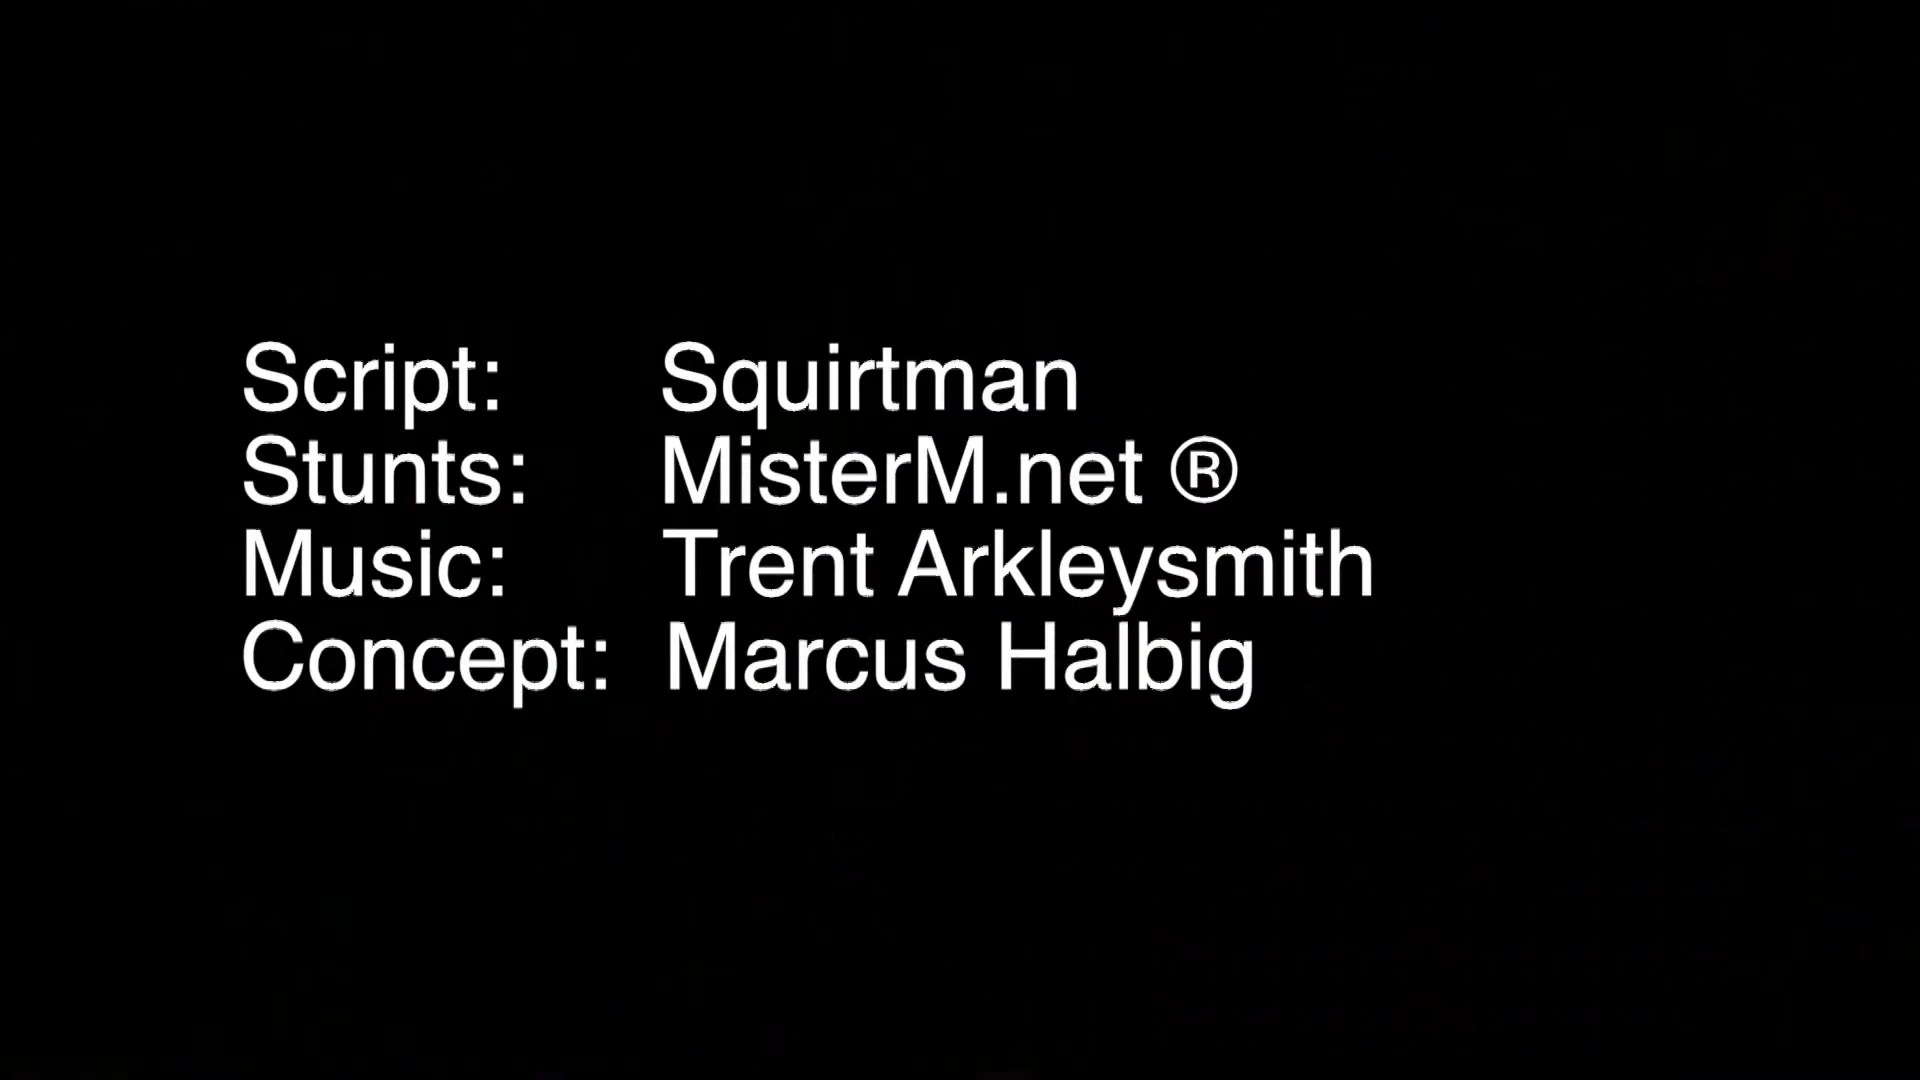 Script: Squirtman
Stunts: MisterM.net ®
Music: Trent Arkleysmith
Concept: Marcus Halbig